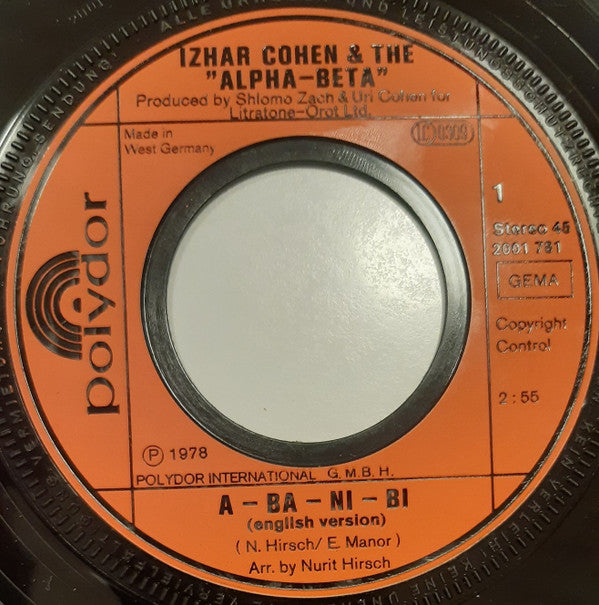 IZHAR COHEN & THE
"ALPHA-BETA"
Produced by Shlomo Zach & Uri Cohen for
Litratone-Orot Ltd.
Made in
West Germany
LC 0309
1
Stereo 45
2001 781
GEMA
Copyright
Control
2:55
polydor
℗ 1978
POLYDOR INTERNATIONAL G.M.B.H.
A-BA-NI-BI
(english version)
(N. Hirsch/E. Manor)
Arr. by Nurit Hirsch